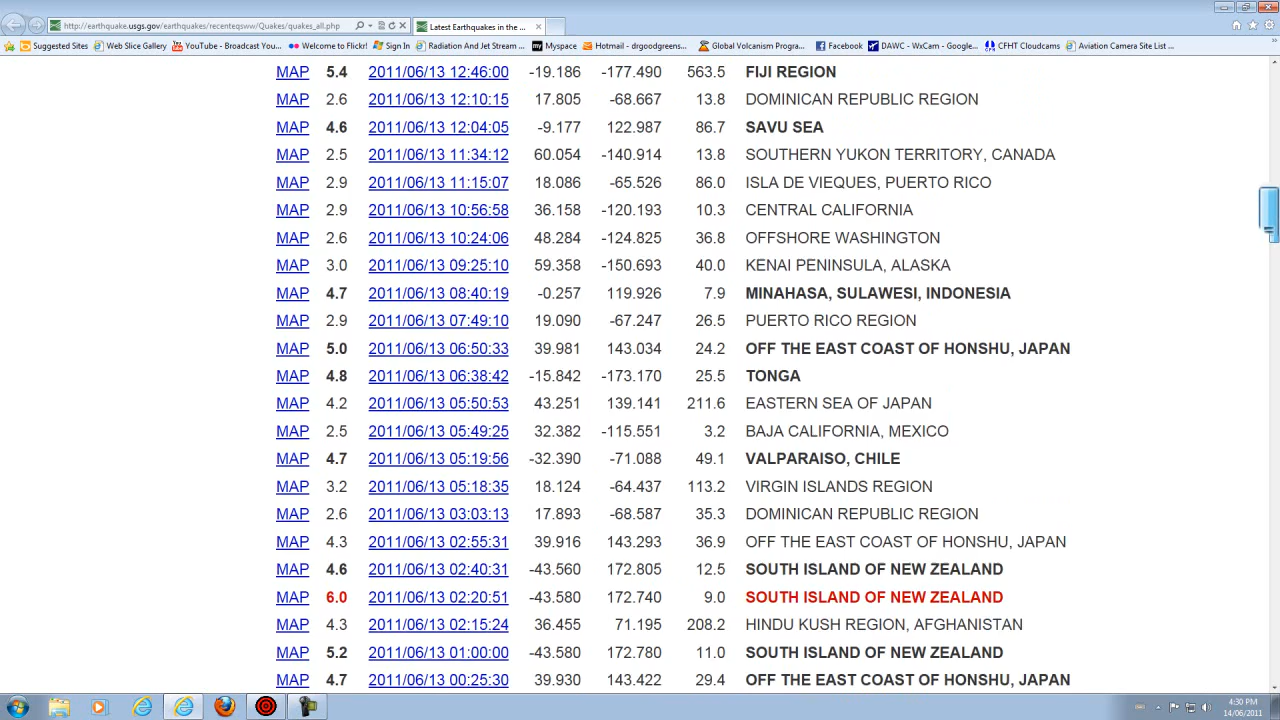 http://earthquake.usgs.gov/earthquakes/recenteqsww/Quakes/quakes_all.php
Latest Earthquakes in the ...
Suggested Sites Web Slice Gallery YouTube - Broadcast You... Welcome to Flickr! Sign In Radiation And Jet Stream ... Myspace Hotmail - drgoodgreens... Global Volcanism Progra... Facebook DAWC - WxCam - Google... CFHT Cloudcams Aviation Camera Site List ...
MAP 5.4 2011/06/13 12:46:00 -19.186 -177.490 563.5 FIJI REGION
MAP 2.6 2011/06/13 12:10:15 17.805 -68.667 13.8 DOMINICAN REPUBLIC REGION
MAP 4.6 2011/06/13 12:04:05 -9.177 122.987 86.7 SAVU SEA
MAP 2.5 2011/06/13 11:34:12 60.054 -140.914 13.8 SOUTHERN YUKON TERRITORY, CANADA
MAP 2.9 2011/06/13 11:15:07 18.086 -65.526 86.0 ISLA DE VIEQUES, PUERTO RICO
MAP 2.9 2011/06/13 10:56:58 36.158 -120.193 10.3 CENTRAL CALIFORNIA
MAP 2.6 2011/06/13 10:24:06 48.284 -124.825 36.8 OFFSHORE WASHINGTON
MAP 3.0 2011/06/13 09:25:10 59.358 -150.693 40.0 KENAI PENINSULA, ALASKA
MAP 4.7 2011/06/13 08:40:19 -0.257 119.926 7.9 MINAHASA, SULAWESI, INDONESIA
MAP 2.9 2011/06/13 07:49:10 19.090 -67.247 26.5 PUERTO RICO REGION
MAP 5.0 2011/06/13 06:50:33 39.981 143.034 24.2 OFF THE EAST COAST OF HONSHU, JAPAN
MAP 4.8 2011/06/13 06:38:42 -15.842 -173.170 25.5 TONGA
MAP 4.2 2011/06/13 05:50:53 43.251 139.141 211.6 EASTERN SEA OF JAPAN
MAP 2.5 2011/06/13 05:49:25 32.382 -115.551 3.2 BAJA CALIFORNIA, MEXICO
MAP 4.7 2011/06/13 05:19:56 -32.390 -71.088 49.1 VALPARAISO, CHILE
MAP 3.2 2011/06/13 05:18:35 18.124 -64.437 113.2 VIRGIN ISLANDS REGION
MAP 2.6 2011/06/13 03:03:13 17.893 -68.587 35.3 DOMINICAN REPUBLIC REGION
MAP 4.3 2011/06/13 02:55:31 39.916 143.293 36.9 OFF THE EAST COAST OF HONSHU, JAPAN
MAP 4.6 2011/06/13 02:40:31 -43.560 172.805 12.5 SOUTH ISLAND OF NEW ZEALAND
MAP 6.0 2011/06/13 02:20:51 -43.580 172.740 9.0 SOUTH ISLAND OF NEW ZEALAND
MAP 4.3 2011/06/13 02:15:24 36.455 71.195 208.2 HINDU KUSH REGION, AFGHANISTAN
MAP 5.2 2011/06/13 01:00:00 -43.580 172.780 11.0 SOUTH ISLAND OF NEW ZEALAND
MAP 4.7 2011/06/13 00:25:30 39.930 143.422 29.4 OFF THE EAST COAST OF HONSHU, JAPAN
4:30 PM
14/06/2011